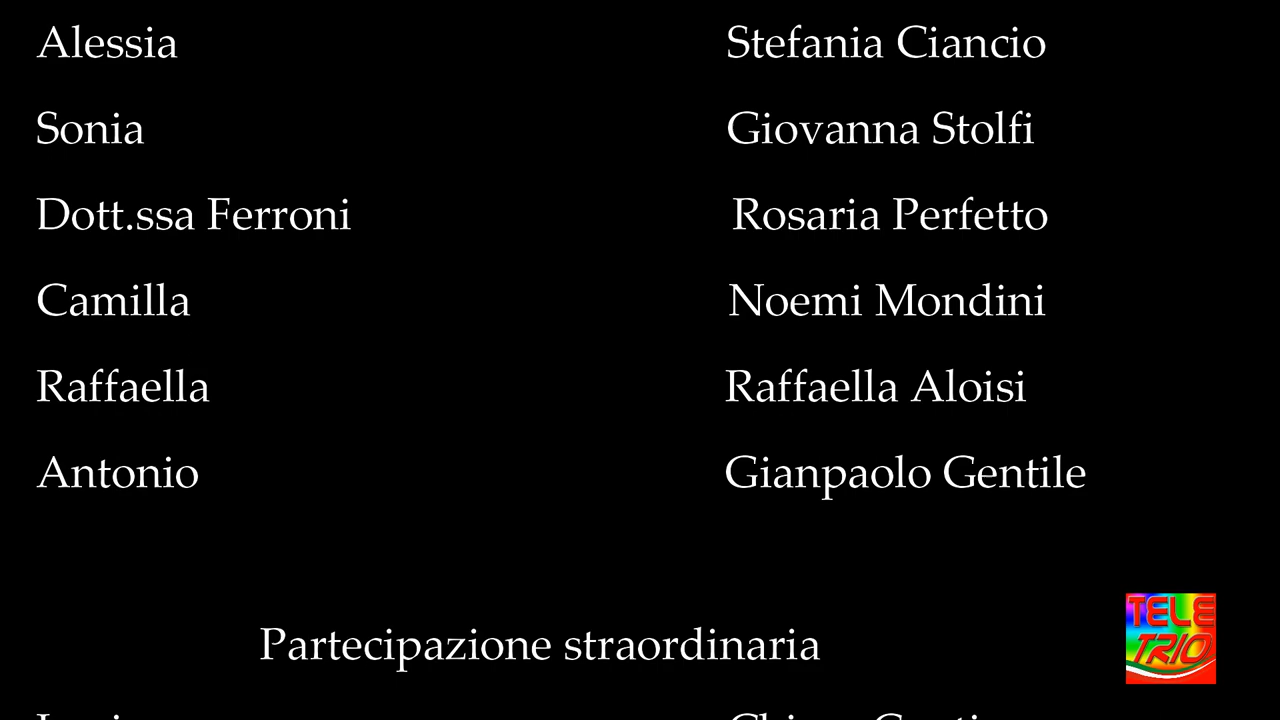 Alessia Stefania Ciancio
Sonia Giovanna Stolfi
Dott.ssa Ferroni Rosaria Perfetto
Camilla Noemi Mondini
Raffaella Raffaella Aloisi
Antonio Gianpaolo Gentile
TELE
TRIO
Partecipazione straordinaria